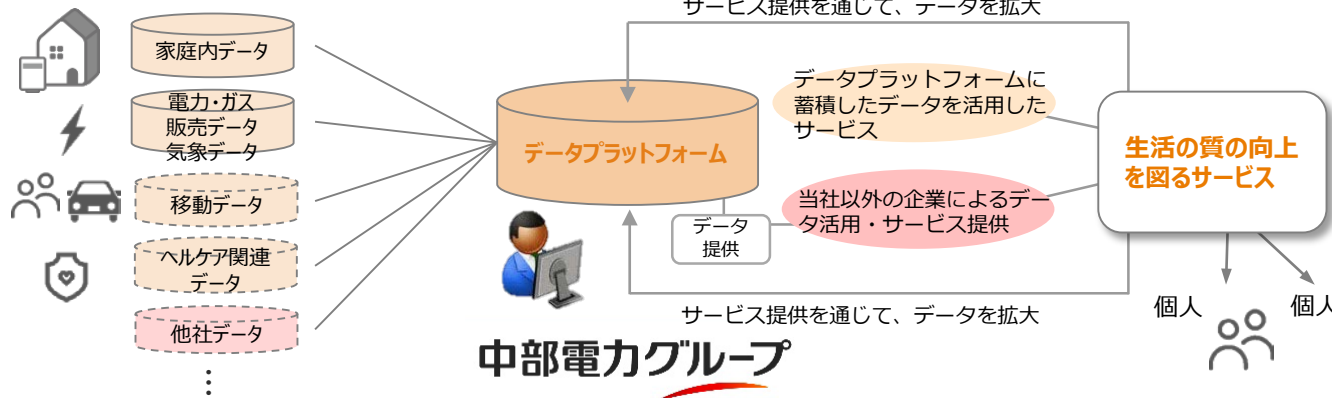 サービス提供を通じて、データを拡大
家庭内データ
電力・ガス
販売データ
気象データ
移動データ
ヘルケア関連
データ
他社データ
データプラットフォーム
データ
提供
データプラットフォームに
蓄積したデータを活用した
サービス
当社以外の企業によるデー
タ活用・サービス提供
生活の質の向上
を図るサービス
サービス提供を通じて、データを拡大
個人
個人
中部電力グループ